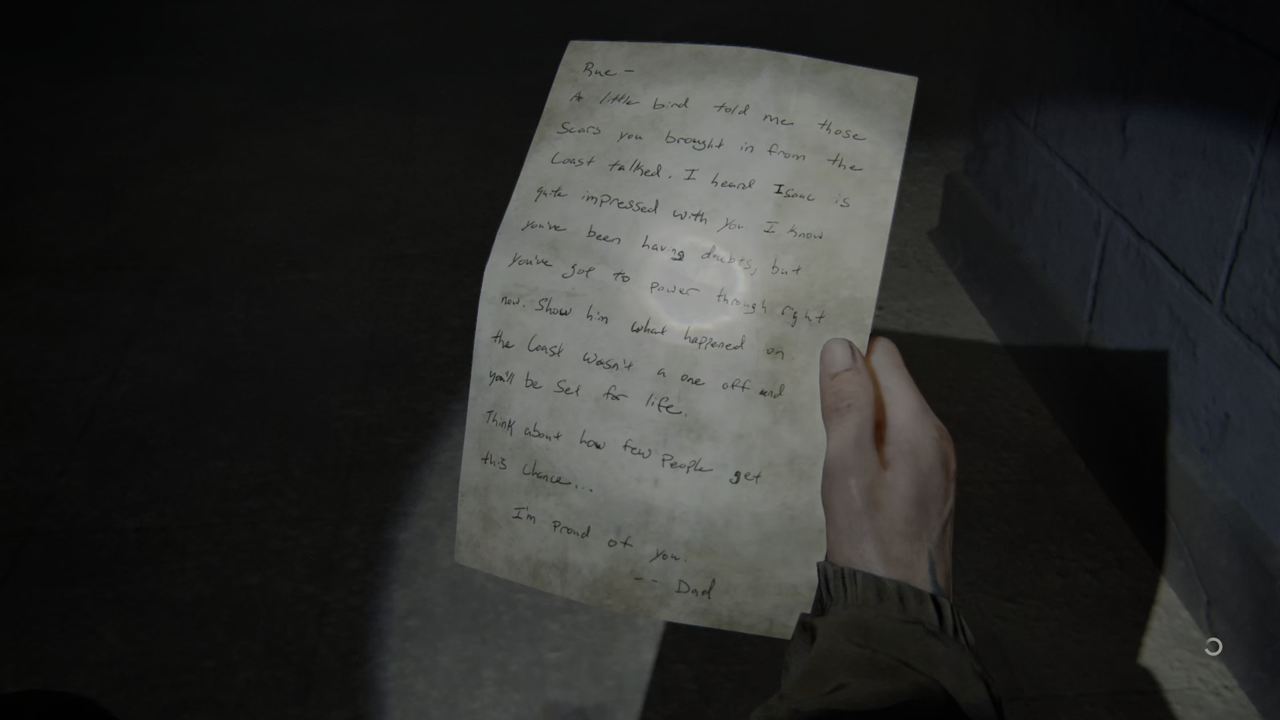 Rue -
A little bird told me those
Scars you brought in from the
Coast talked. I heard Isaac is
quite impressed with you I know
you've been having doubts, but
you've got to power through right
now. Show him what happened on
the Coast wasn't a one off and
you'll be set for life.
Think about how few people get
this chance...
I'm proud of you.
-- Dad